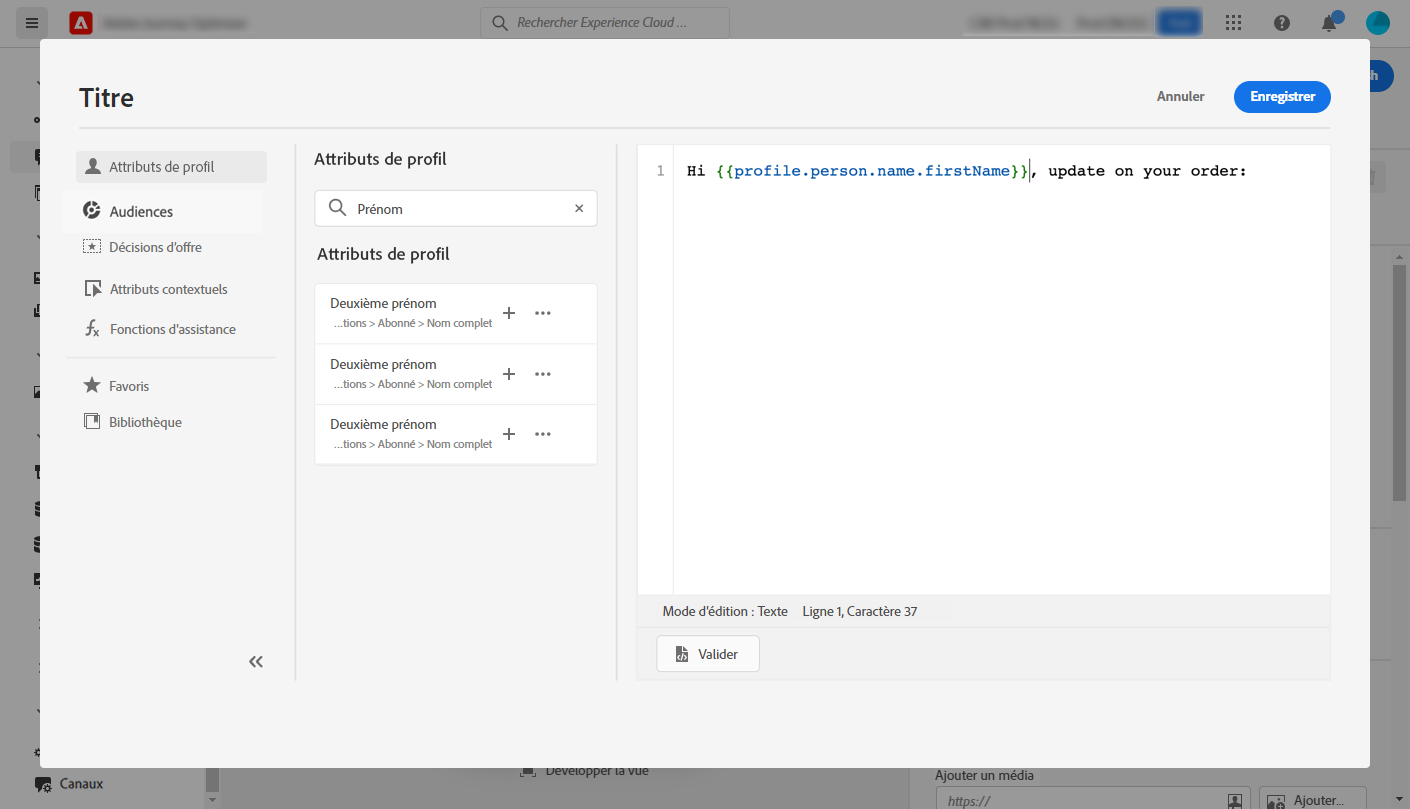 Rechercher Experience Cloud ...
Titre
Annuler
Enregistrer
Attributs de profil
Audiences
Décisions d'offre
Attributs contextuels
Fonctions d'assistance
Favoris
Bibliothèque
Attributs de profil
Prénom
Attributs de profil
Deuxième prénom
...tions > Abonné > Nom complet
Deuxième prénom
...tions > Abonné > Nom complet
Deuxième prénom
...tions > Abonné > Nom complet
1 Hi {{profile.person.name.firstName}}, update on your order:
Mode d'édition : Texte Ligne 1, Caractère 37
Valider
Canaux
Développer la vue
Ajouter un média
https://
Ajouter...